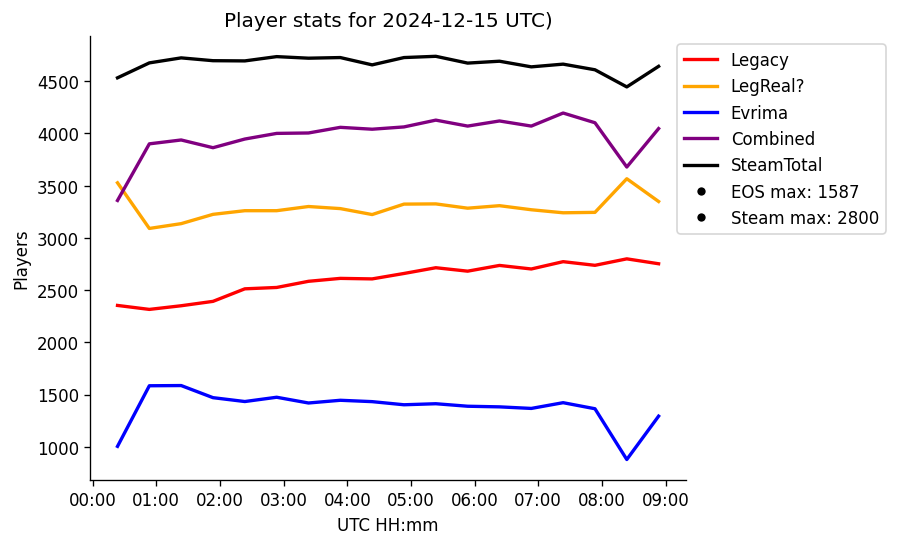 Player stats for 2024-12-15 UTC)
Legacy
LegReal?
Evrima
Combined
SteamTotal
EOS max: 1587
Steam max: 2800
Players
4500
4000
3500
3000
2500
2000
1500
1000
00:00 01:00 02:00 03:00 04:00 05:00 06:00 07:00 08:00 09:00
UTC HH:mm